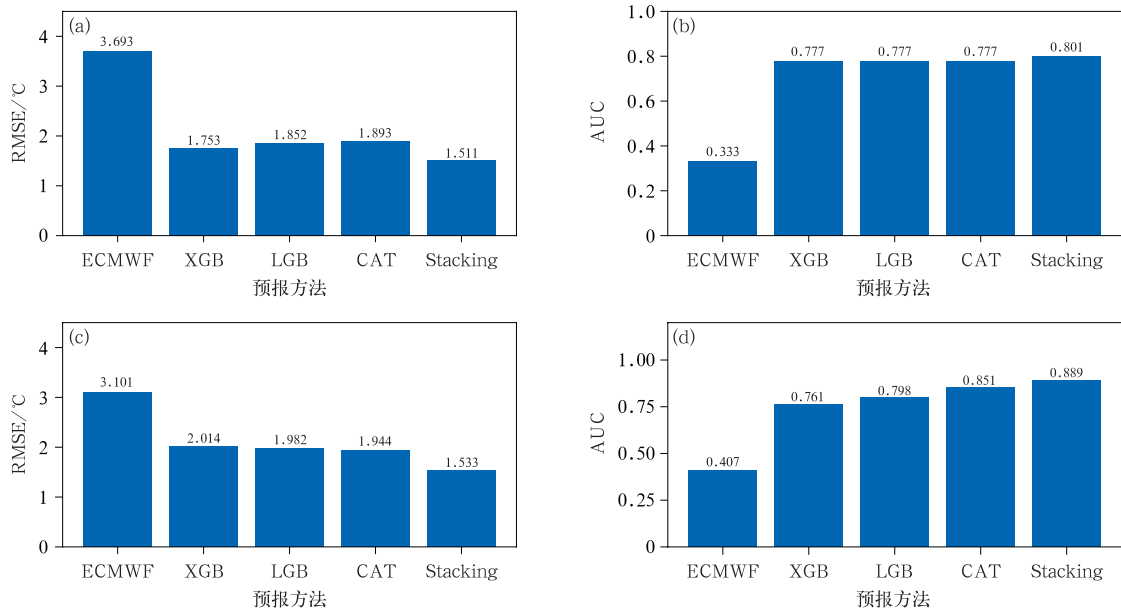 (a)
RMSE/℃
4
3
2
1
0
3.693
1.753
1.852
1.893
1.511
ECMWF XGB LGB CAT Stacking
预报方法
(b)
AUC
1.0
0.8
0.6
0.4
0.2
0
0.333
0.777
0.777
0.777
0.801
ECMWF XGB LGB CAT Stacking
预报方法
(c)
RMSE/℃
4
3
2
1
0
3.101
2.014
1.982
1.944
1.533
ECMWF XGB LGB CAT Stacking
预报方法
(d)
AUC
1.00
0.75
0.50
0.25
0
0.407
0.761
0.798
0.851
0.889
ECMWF XGB LGB CAT Stacking
预报方法